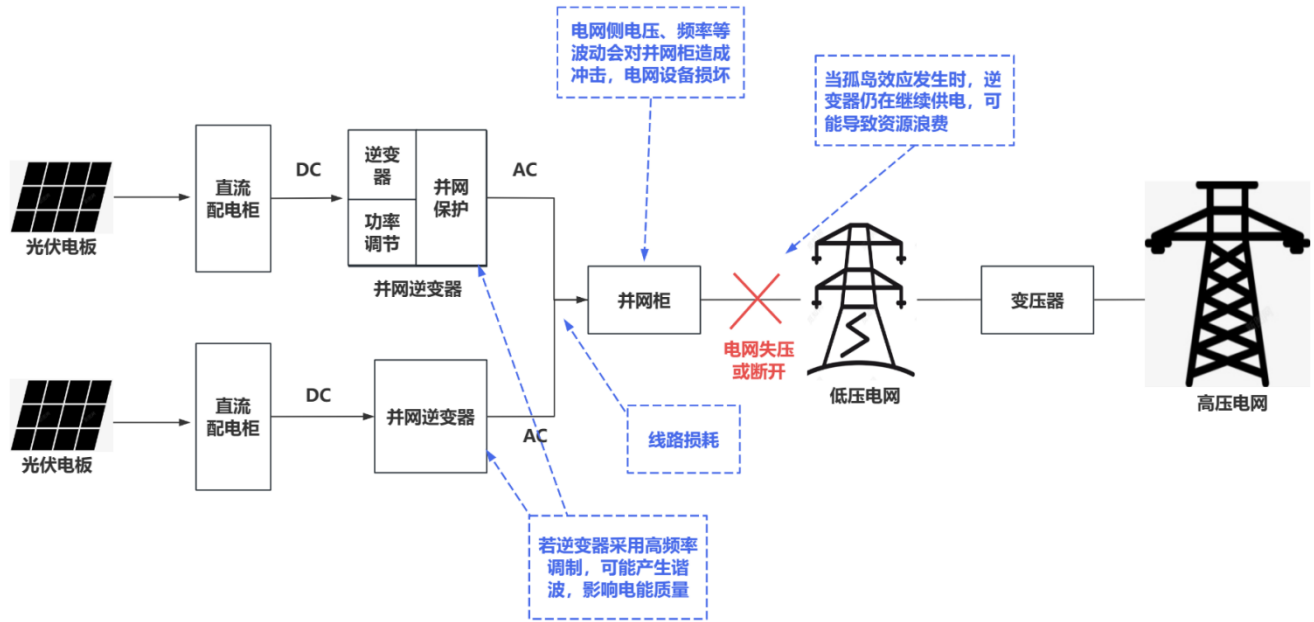 电网侧电压、频率等
波动会对并网柜造成
冲击，电网设备损坏
当孤岛效应发生时，逆
变器仍在继续供电，可
能导致资源浪费
光伏电板
直流
配电柜
DC
逆变
器
功率
调节
并网
保护
并网逆变器
AC
并网柜
电网失压
或断开
低压电网
变压器
高压电网
光伏电板
直流
配电柜
DC
并网逆变器
AC
线路损耗
若逆变器采用高频率
调制，可能产生谐
波，影响电能质量